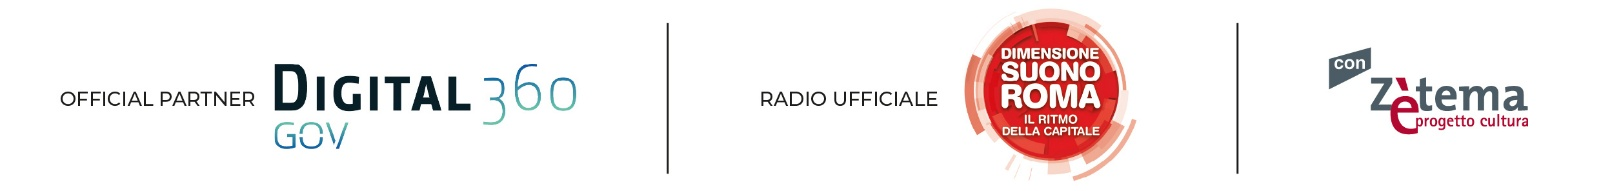 OFFICIAL PARTNER
DIGITAL 360
GOV
RADIO UFFICIALE
DIMENSIONE
SUONO
ROMA
IL RITMO
DELLA CAPITALE
con
Zètema
progetto cultura